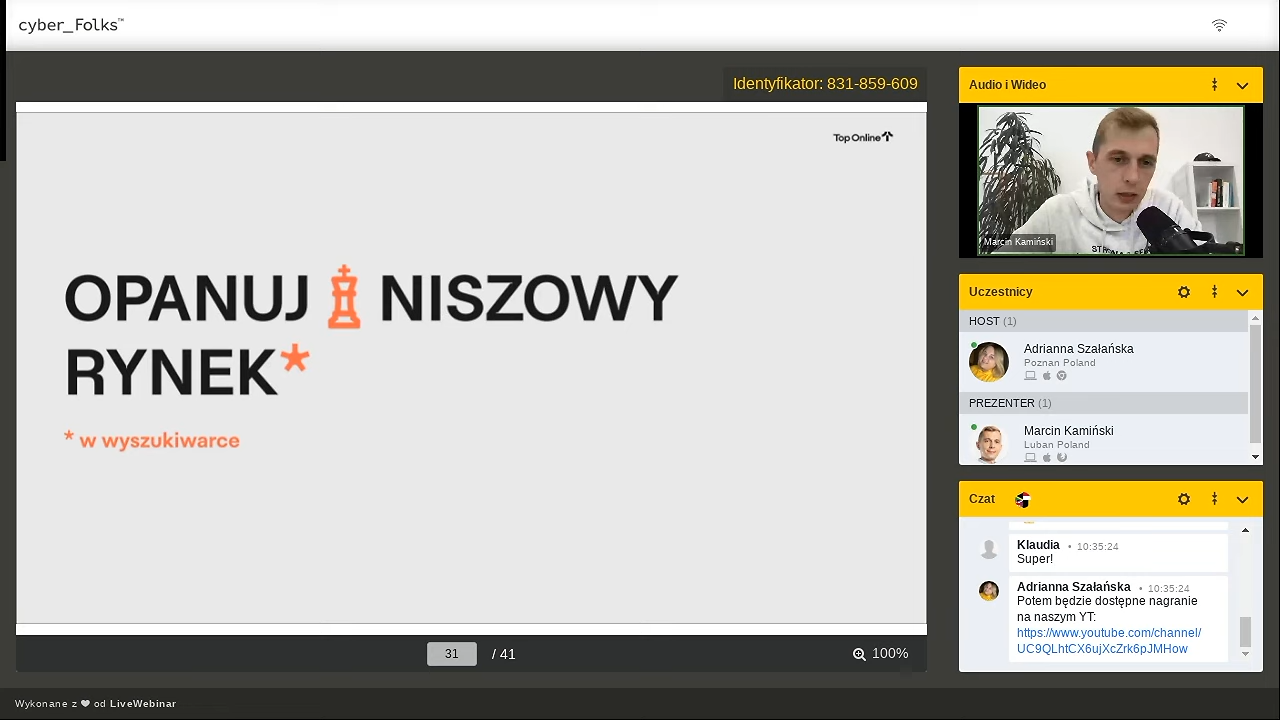 cyber_Folks™
Identyfikator: 831-859-609
Top Online
OPANUJ NISZOWY
RYNEK*
* w wyszukiwarce
31 / 41
100%
Wykonane z od LiveWebinar
Audio i Wideo
Marcin Kamiński
Uczestnicy
HOST (1)
Adrianna Szałańska
Poznan Poland
PREZENTER (1)
Marcin Kamiński
Luban Poland
Czat
Klaudia • 10:35:24
Super!
Adrianna Szałańska • 10:35:24
Potem będzie dostępne nagranie
na naszym YT:
https://www.youtube.com/channel/
UC9QLhtCX6ujXcZrk6pJMHow